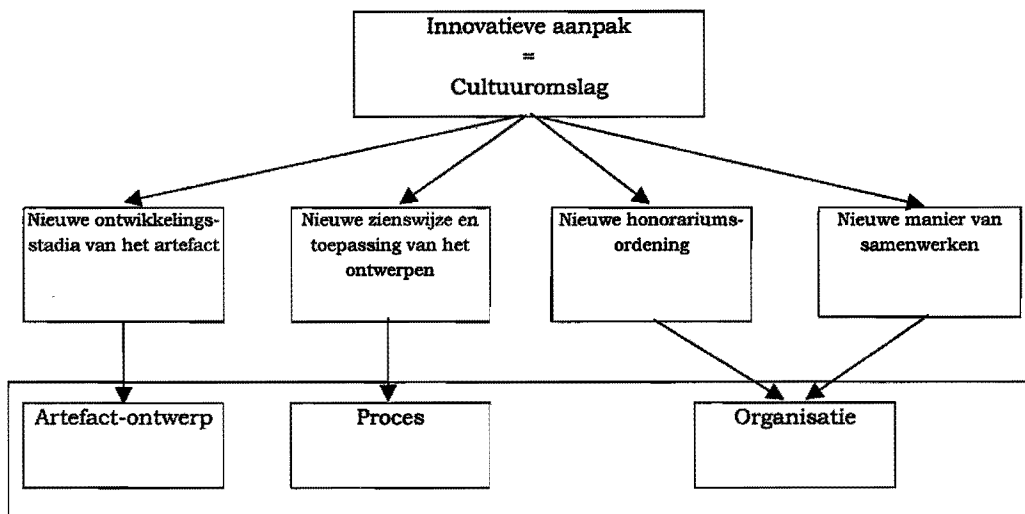 Innovatieve aanpak
=
Cultuuromslag
Nieuwe ontwikkelings-
stadia van het artefact
Nieuwe zienswijze en
toepassing van het
ontwerpen
Nieuwe honorariums-
ordening
Nieuwe manier van
samenwerken
Artefact-ontwerp
Proces
Organisatie